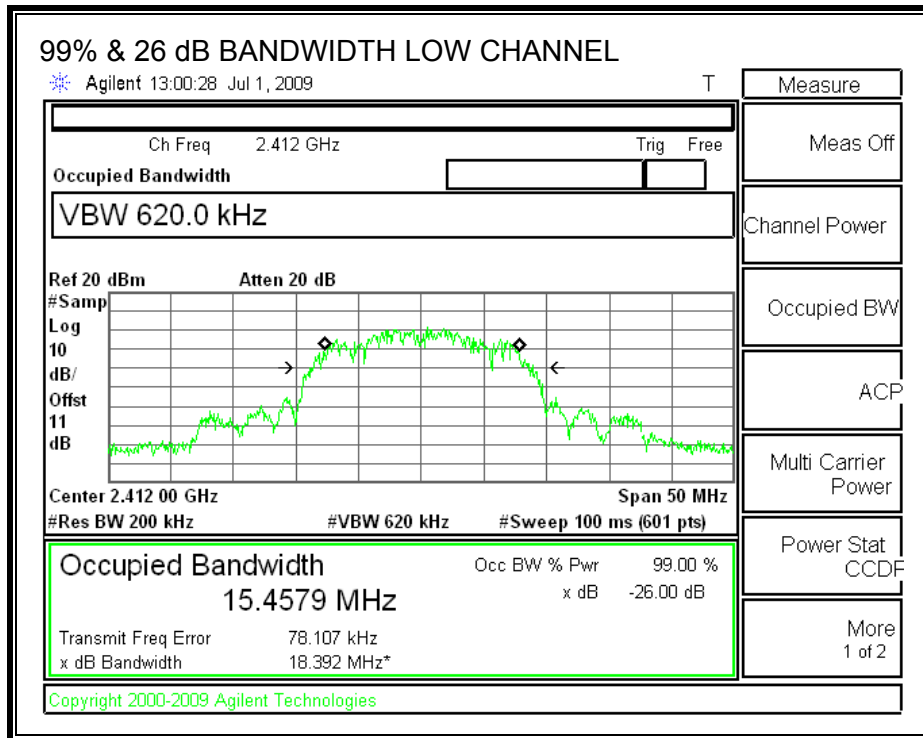 99% & 26 dB BANDWIDTH LOW CHANNEL
Agilent 13:00:28 Jul 1, 2009 T
Measure
Ch Freq 2.412 GHz Trig Free
Occupied Bandwidth
VBW 620.0 kHz
Ref 20 dBm Atten 20 dB
#Samp
Log
10
dB/
Offst
11
dB
Center 2.412 00 GHz Span 50 MHz
#Res BW 200 kHz #VBW 620 kHz #Sweep 100 ms (601 pts)
Occupied Bandwidth Occ BW % Pwr 99.00 %
15.4579 MHz x dB -26.00 dB
Transmit Freq Error 78.107 kHz
x dB Bandwidth 18.392 MHz*
Copyright 2000-2009 Agilent Technologies
Meas Off
Channel Power
Occupied BW
ACP
Multi Carrier
Power
Power Stat
CCDF
More
1 of 2